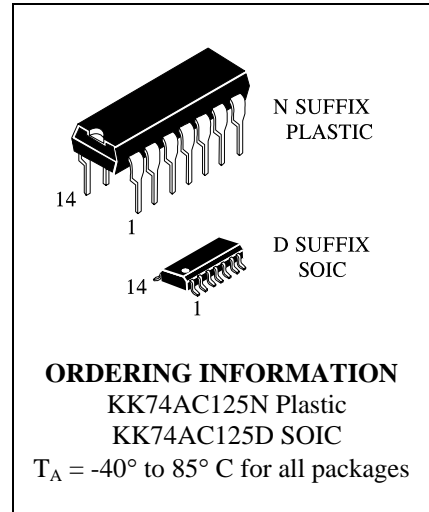 N SUFFIX
PLASTIC
14
1
D SUFFIX
SOIC
14
1
ORDERING INFORMATION
KK74AC125N Plastic
KK74AC125D SOIC
T_A = -40° to 85° C for all packages